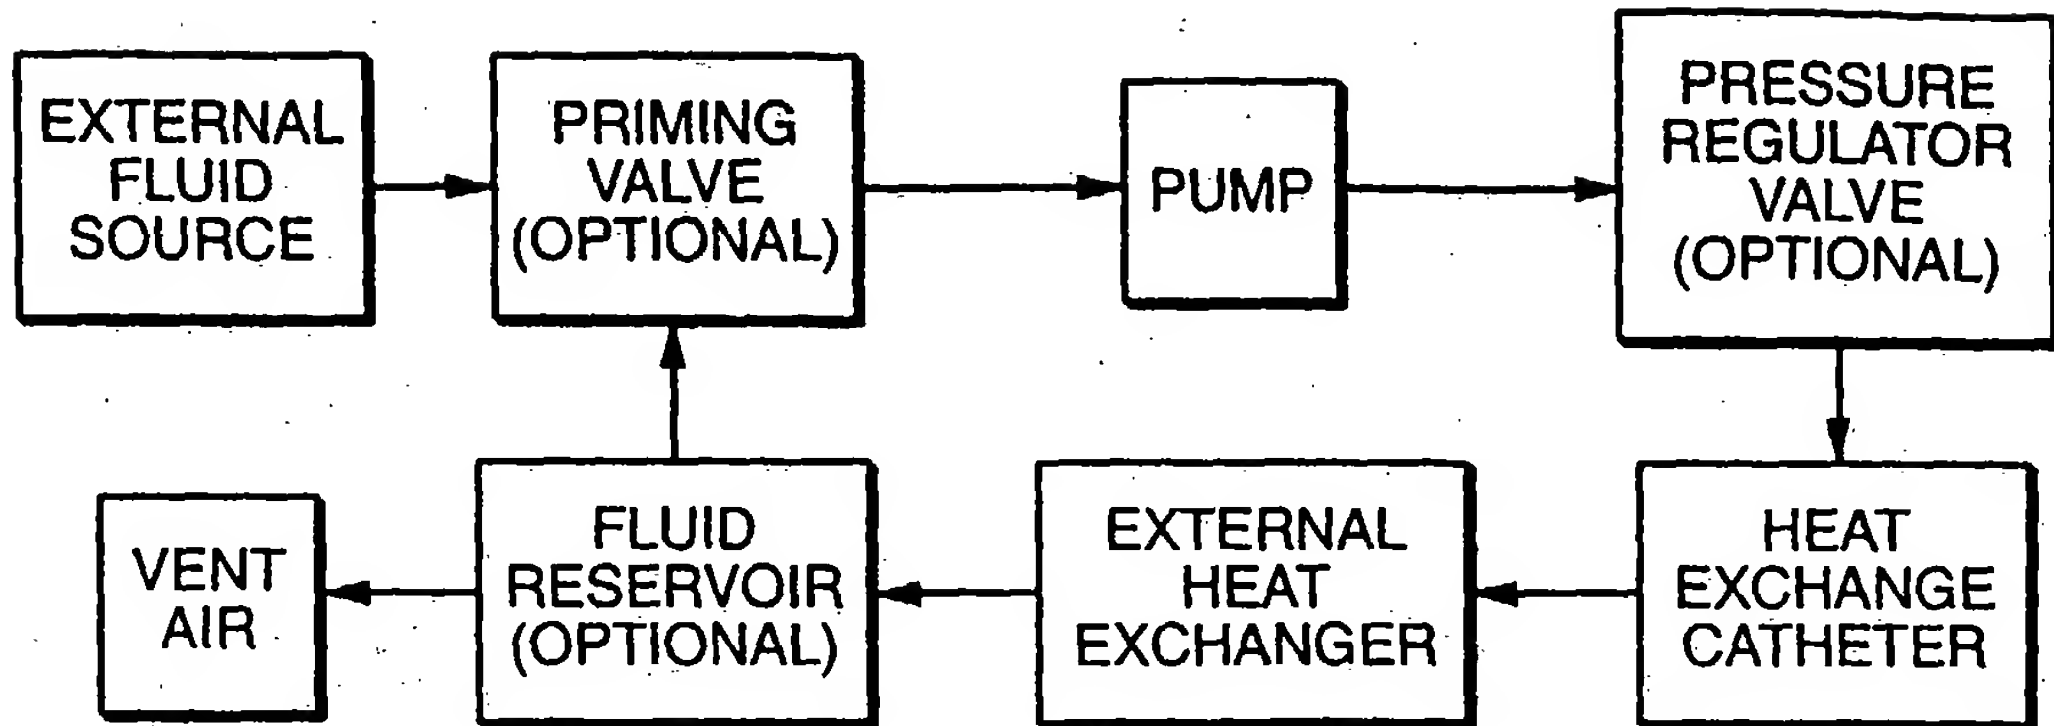 EXTERNAL
FLUID
SOURCE
PRIMING
VALVE
(OPTIONAL)
PUMP
PRESSURE
REGULATOR
VALVE
(OPTIONAL)
VENT
AIR
FLUID
RESERVOIR
(OPTIONAL)
EXTERNAL
HEAT
EXCHANGER
HEAT
EXCHANGE
CATHETER